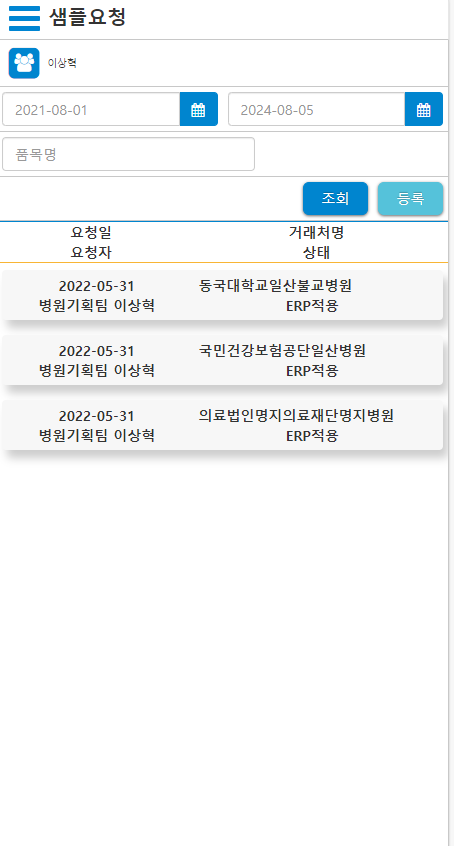 샘플요청
이상혁
2021-08-01 2024-08-05
품목명
조회 등록
요청일 거래처명
요청자 상태
2022-05-31 동국대학교일산불교병원
병원기획팀 이상혁 ERP적용
2022-05-31 국민건강보험공단일산병원
병원기획팀 이상혁 ERP적용
2022-05-31 의료법인명지의료재단명지병원
병원기획팀 이상혁 ERP적용